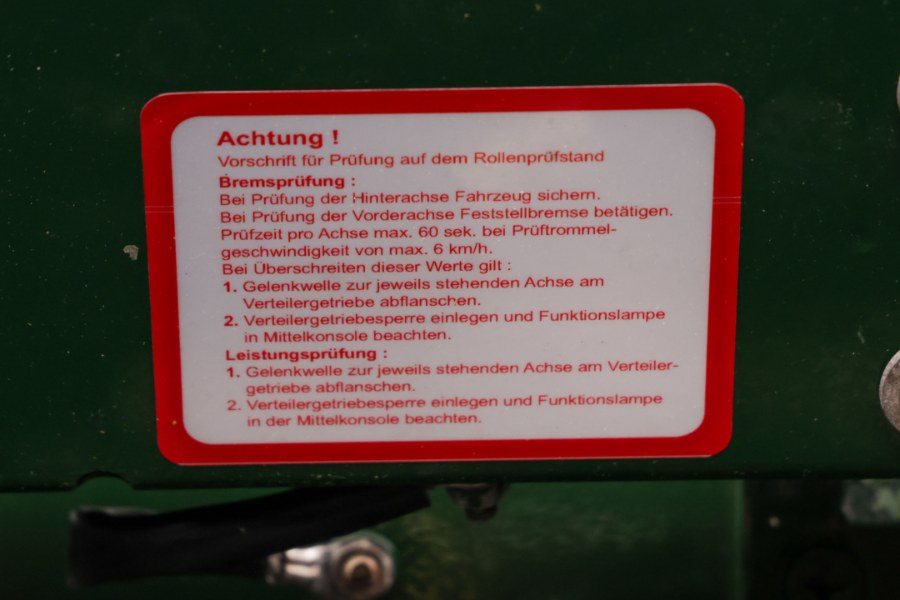 Achtung !
Vorschrift für Prüfung auf dem Rollenprüfstand
Bremsprüfung :
Bei Prüfung der Hinterachse Fahrzeug sichern.
Bei Prüfung der Vorderachse Feststellbremse betätigen.
Prüfzeit pro Achse max. 60 sek. bei Prüftrommel-
geschwindigkeit von max. 6 km/h.
Bei Überschreiten dieser Werte gilt :
1. Gelenkwelle zur jeweils stehenden Achse am
Verteilergetriebe abflanschen.
2. Verteilergetriebesperre einlegen und Funktionslampe
in Mittelkonsole beachten.
Leistungsprüfung :
1. Gelenkwelle zur jeweils stehenden Achse am Verteiler-
getriebe abflanschen.
2. Verteilergetriebesperre einlegen und Funktionslampe
in der Mittelkonsole beachten.